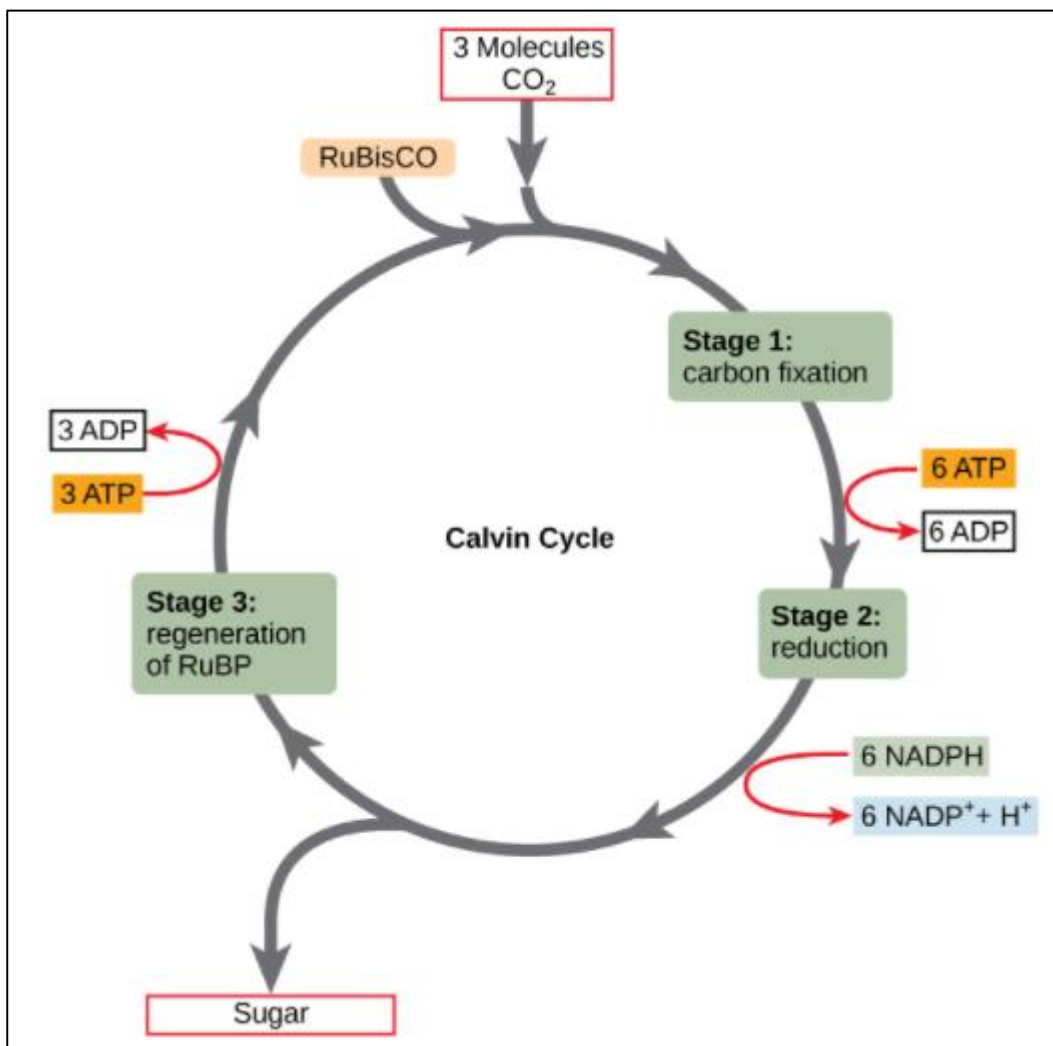 3 Molecules
CO₂
RuBisCO
Stage 1:
carbon fixation
3 ADP
3 ATP
6 ATP
6 ADP
Calvin Cycle
Stage 3:
regeneration
of RuBP
Stage 2:
reduction
6 NADPH
6 NADP⁺+ H⁺
Sugar